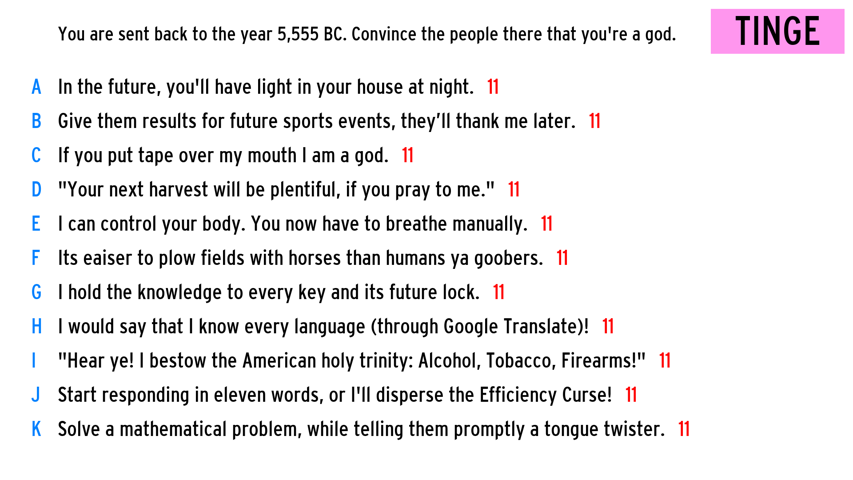 You are sent back to the year 5,555 BC. Convince the people there that you're a god.
TINGE
A In the future, you'll have light in your house at night. 11
B Give them results for future sports events, they’ll thank me later. 11
C If you put tape over my mouth I am a god. 11
D "Your next harvest will be plentiful, if you pray to me." 11
E I can control your body. You now have to breathe manually. 11
F Its eaiser to plow fields with horses than humans ya goobers. 11
G I hold the knowledge to every key and its future lock. 11
H I would say that I know every language (through Google Translate)! 11
I "Hear ye! I bestow the American holy trinity: Alcohol, Tobacco, Firearms!" 11
J Start responding in eleven words, or I'll disperse the Efficiency Curse! 11
K Solve a mathematical problem, while telling them promptly a tongue twister. 11